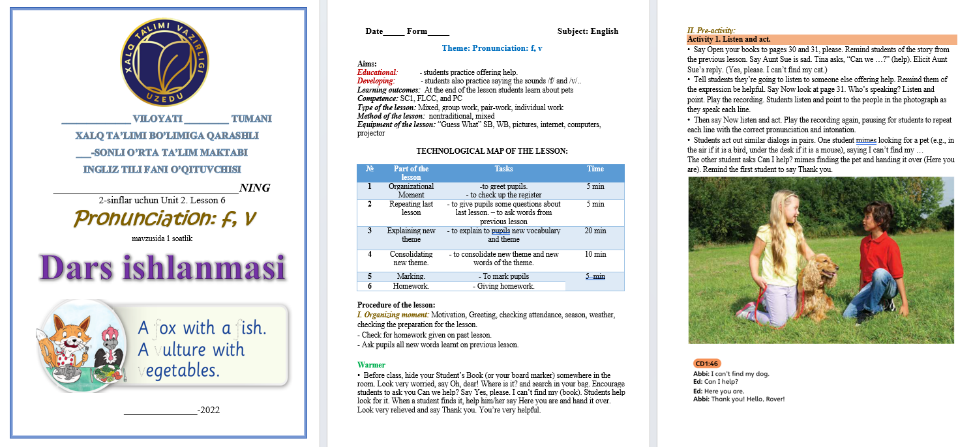 XALQ TA'LIMI VAZIRLIGI
UZEDU
______________ VILOYATI _________ TUMANI
XALQ TA'LIMI BO'LIMIGA QARASHLI
___-SONLI O'RTA TA'LIM MAKTABI
INGLIZ TILI FANI O'QITUVCHISI
_____________________________NING
2-sinflar uchun Unit 2. Lesson 6
Pronunciation: f, v
mavzusida 1 soatlik
Dars ishlanmasi
A fox with a fish.
A vulture with
vegetables.
_______________-2022
Date_____ Form_____ Subject: English
Theme: Pronunciation: f, v
Aims:
Educational: - students practice offering help.
Developing: - students also practice saying the sounds /f/ and /v/..
Learning outcomes: At the end of the lesson students learn about pets
Competence: SC1, FLCC, and PC
Type of the lesson: Mixed, group work, pair-work, individual work
Method of the lesson: nontraditional, mixed
Equipment of the lesson: "Guess What" SB, WB, pictures, internet, computers,
projector
TECHNOLOGICAL MAP OF THE LESSON:
№ Part of the lesson Tasks Time
1 Organizational Moment -to greet pupils. - to check up the register 5 min
2 Repeating last lesson - to give pupils some questions about last lesson. – to ask words from previous lesson 5 min
3 Explaining new theme - to explain to pupils new vocabulary and theme 20 min
4 Consolidating new theme. - to consolidate new theme and new words of the theme. 10 min
5 Marking. - To mark pupils 5 min
6 Homework. - Giving homework.
Procedure of the lesson:
I. Organizing moment: Motivation, Greeting, checking attendance, season, weather,
checking the preparation for the lesson.
- Check for homework given on past lesson.
- Ask pupils all new words learnt on previous lesson.
Warmer
• Before class, hide your Student's Book (or your board marker) somewhere in the
room. Look very worried, say Oh, dear! Where is it? and search in your bag. Encourage
students to ask you Can we help? Say Yes, please. I can't find my (book). Students help
look for it. When a student finds it, help him/her say Here you are and hand it over.
Look very relieved and say Thank you. You're very helpful.
II. Pre-activity:
Activity 1. Listen and act.
• Say Open your books to pages 30 and 31, please. Remind students of the story from
the previous lesson. Say Aunt Sue is sad. Tina asks, "Can we …?" (help). Elicit Aunt
Sue's reply. (Yes, please. I can't find my cat.)
• Tell students they're going to listen to someone else offering help. Remind them of
the expression be helpful. Say Now look at page 31. Who's speaking? Listen and
point. Play the recording. Students listen and point to the people in the photograph as
they speak each line.
• Then say Now listen and act. Play the recording again, pausing for students to repeat
each line with the correct pronunciation and intonation.
• Students act out similar dialogs in pairs. One student mimes looking for a pet (e.g., in
the air if it is a bird, under the desk if it is a mouse), saying I can't find my …
The other student asks Can I help? mimes finding the pet and handing it over (Here you
are). Remind the first student to say Thank you.
CD1:46
Abbi: I can't find my dog.
Ed: Can I help?
Ed: Here you are.
Abbi: Thank you! Hello, Rover!